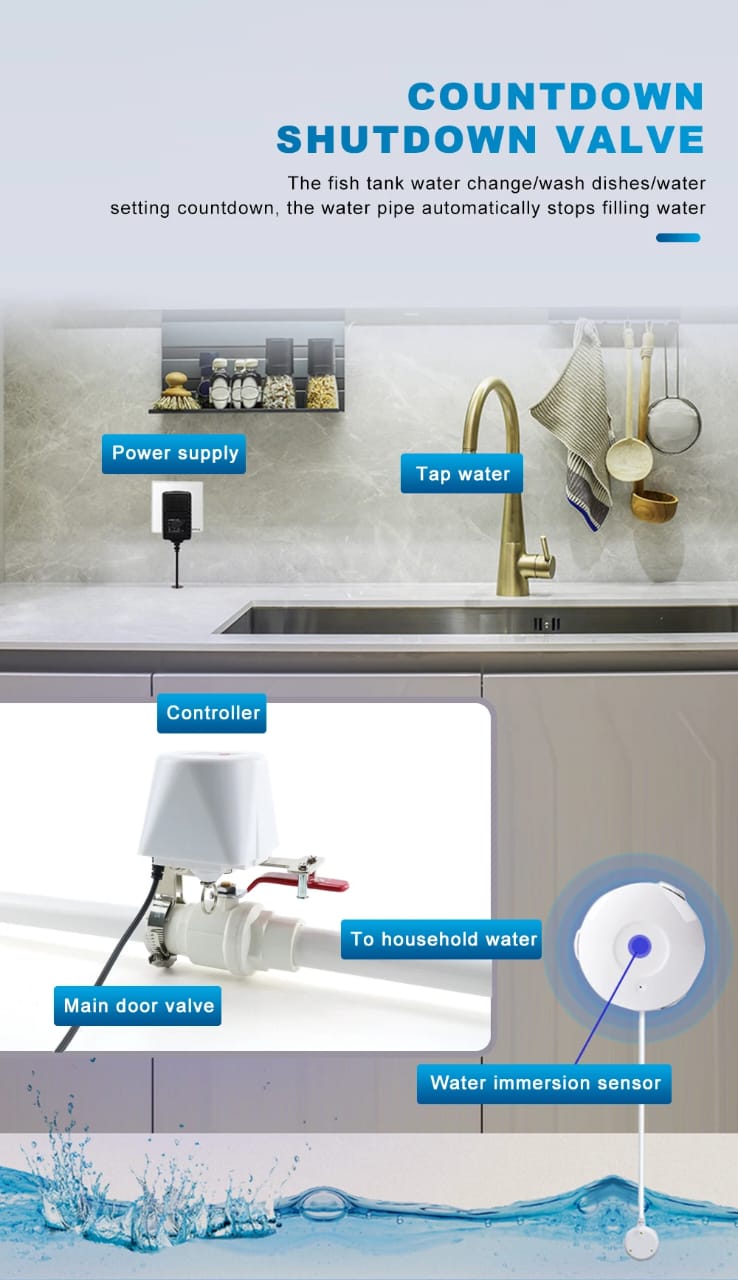 COUNTDOWN
SHUTDOWN VALVE
The fish tank water change/wash dishes/water
setting countdown, the water pipe automatically stops filling water
Power supply
Tap water
Controller
To household water
Main door valve
Water immersion sensor